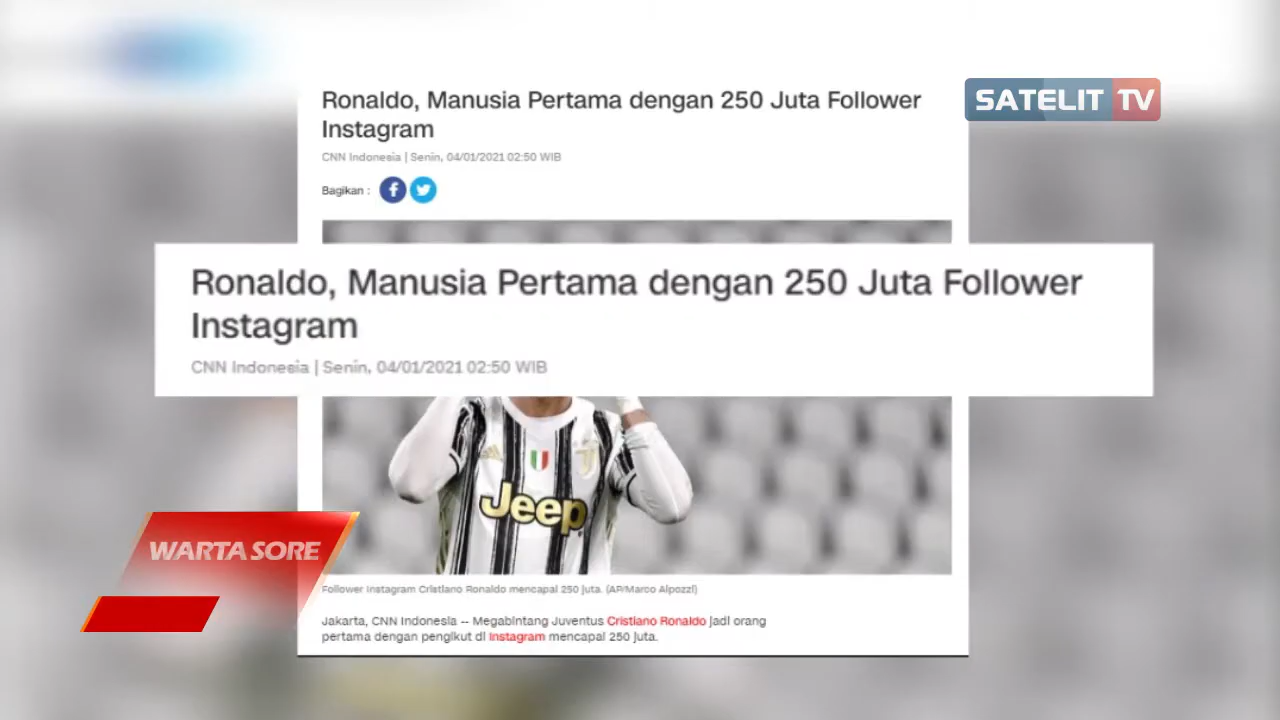 Ronaldo, Manusia Pertama dengan 250 Juta Follower
Instagram
CNN Indonesia | Senin, 04/01/2021 02:50 WIB
Bagikan :
SATELIT TV
Ronaldo, Manusia Pertama dengan 250 Juta Follower
Instagram
CNN Indonesia | Senin, 04/01/2021 02:50 WIB
Jeep
WARTA SORE
Follower Instagram Cristiano Ronaldo mencapai 250 juta. (AP/Marco Alpozzi)
Jakarta, CNN Indonesia -- Megabintang Juventus Cristiano Ronaldo jadi orang
pertama dengan pengikut di Instagram mencapai 250 juta.